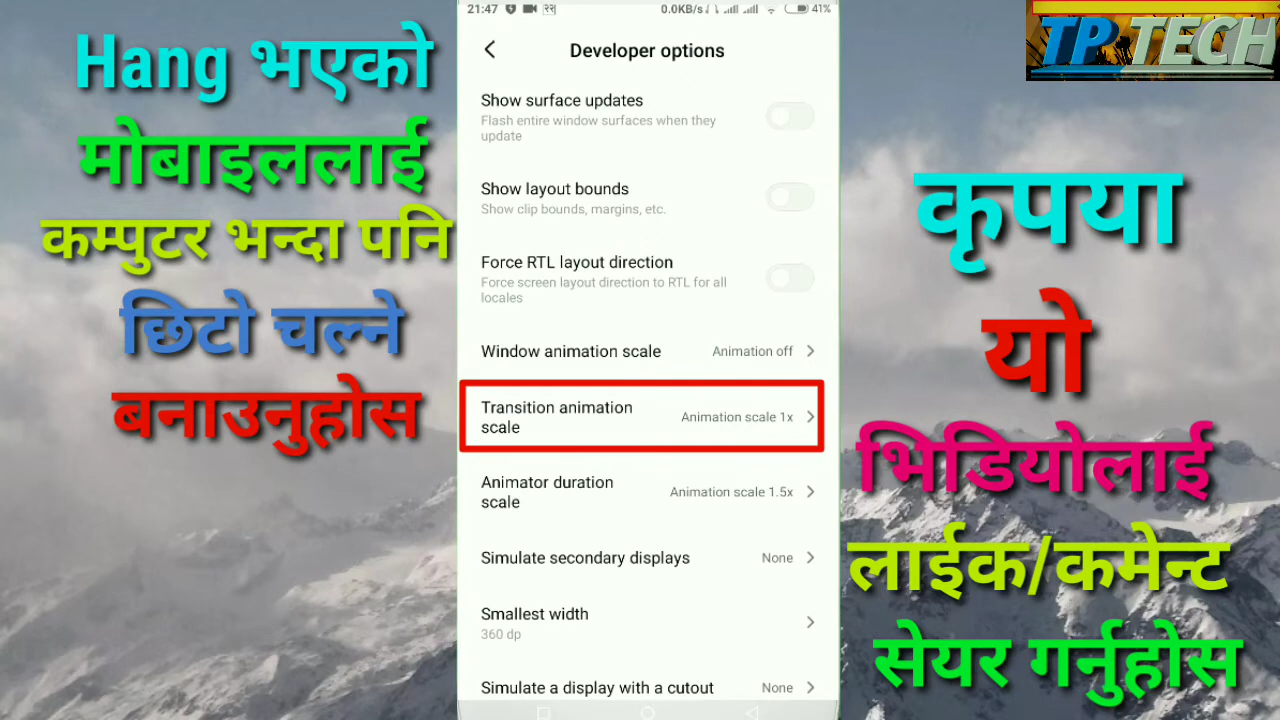 Hang भएको
मोबाइललाई
कम्पुटर भन्दा पनि
छिटो चल्ने
बनाउनुहोस
21:47 २२ 0.0KB/s 41%
Developer options
Show surface updates
Flash entire window surfaces when they
update
Show layout bounds
Show clip bounds, margins, etc.
Force RTL layout direction
Force screen layout direction to RTL for all
locales
Window animation scale Animation off
Transition animation
scale Animation scale 1x
Animator duration
scale Animation scale 1.5x
Simulate secondary displays None
Smallest width
360 dp
Simulate a display with a cutout None
TP TECH
कृपया
यो
भिडियोलाई
लाईक/कमेन्ट
सेयर गर्नुहोस